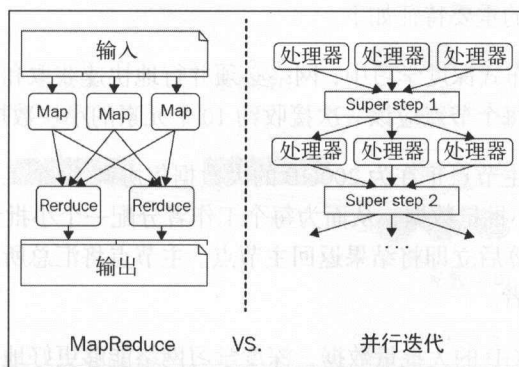 输入
Map Map Map
Rerduce Rerduce
输出
MapReduce
VS.
处理器 处理器 处理器
Super step 1
处理器 处理器 处理器
Super step 2
...
并行迭代